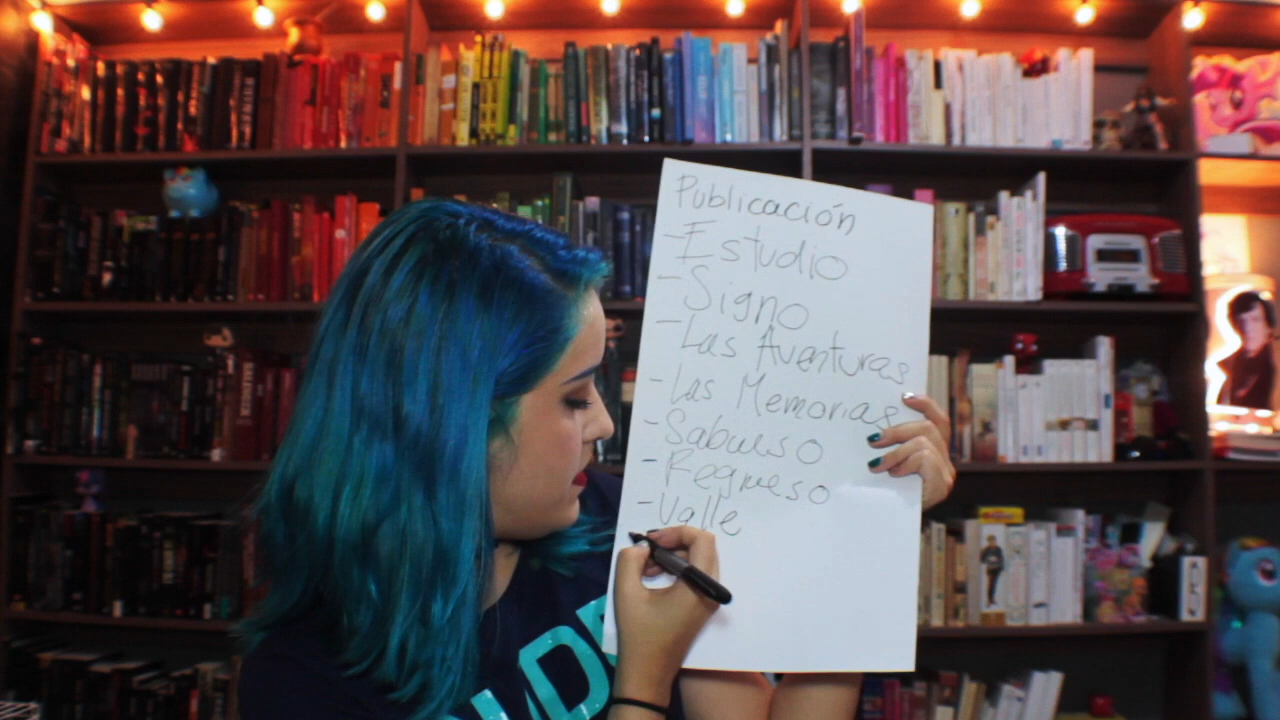 Publicación
-Estudio
-Signo
-Las Aventuras
-Las Memorias
-Sabueso
-Regreso
-Valle